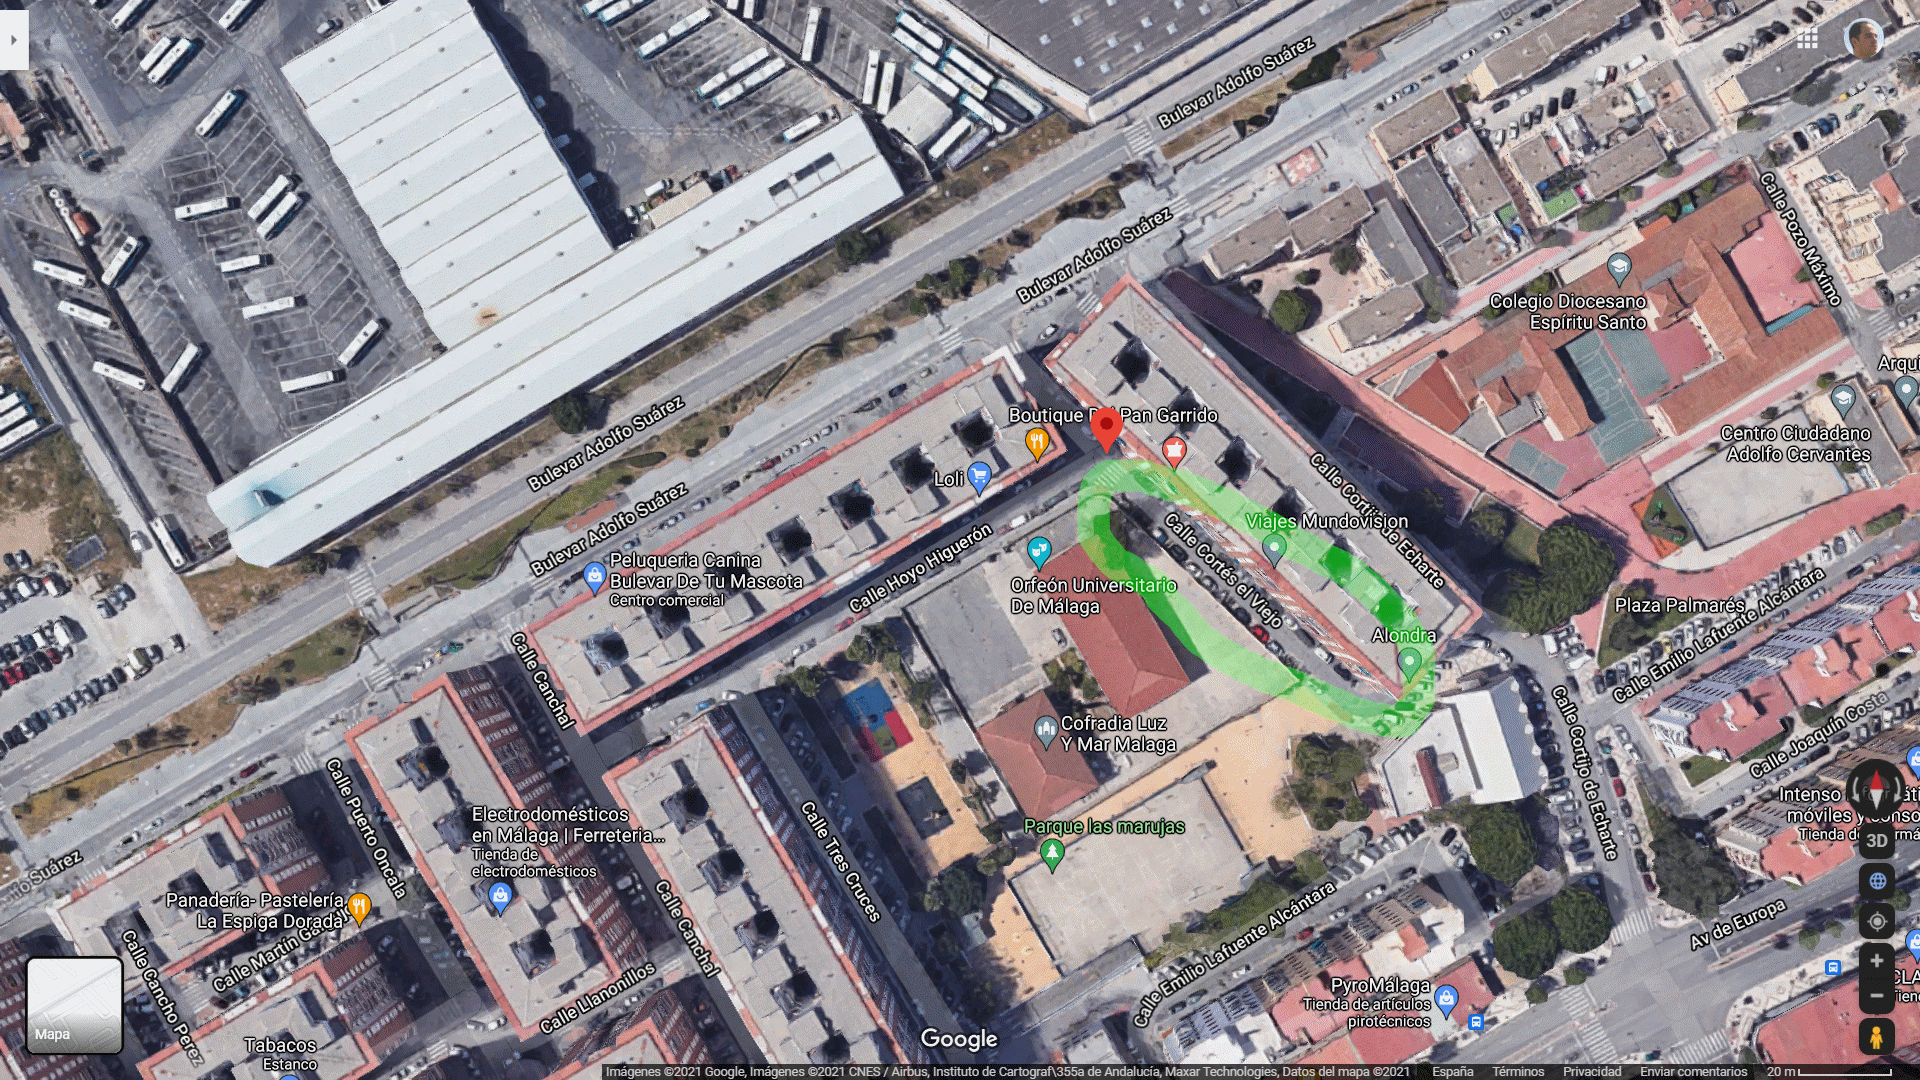 Bulevar Adolfo Suárez
Bulevar Adolfo Suárez
Calle Pozo Máximo
Colegio Diocesano
Espíritu Santo
Boutique D
Pan Garrido
Bulevar Adolfo Suárez
Calle Cortijo de Echarte
Centro Ciudadano
Adolfo Cervantes
Loli
Bulevar Adolfo Suárez
Viajes Mundovision
Calle Cortés el Viejo
Calle Hoyo Higuerón
Peluqueria Canina
Bulevar De Tu Mascota
Centro comercial
Orfeón Universitario
De Málaga
Plaza Palmarés
Calle Emilio Lafuente Alcántara
Alondra
Calle Canchal
Calle Cortijo de Echarte
Calle Joaquín Costa
Cofradia Luz
Y Mar Malaga
Calle Puerto Oncala
Calle Tres Cruces
Intenso
móviles y
Electrodomésticos
en Málaga | Ferreteria...
Tienda de
electrodomésticos
Parque las marujas
3D
Panadería- Pastelería
La Espiga Dorada
Calle Canchal
Calle Emilio Lafuente Alcántara
Av de Europa
Calle Cancho Perez
Calle Llanonillos
PyroMálaga
Tienda de artículos
pirotécnicos
Mapa
Tabacos
Estanco
Google
Imágenes ©2021 Google, Imágenes ©2021 CNES / Airbus, Instituto de Cartograf\355a de Andalucía, Maxar Technologies, Datos del mapa ©2021 España Términos Privacidad Enviar comentarios 20 m